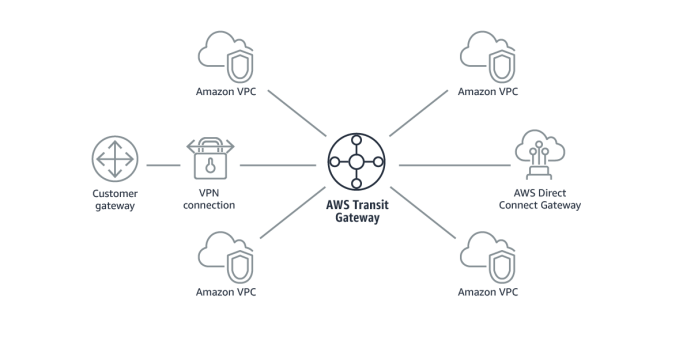 Amazon VPC
Amazon VPC
Customer
gateway
VPN
connection
AWS Transit
Gateway
AWS Direct
Connect Gateway
Amazon VPC
Amazon VPC